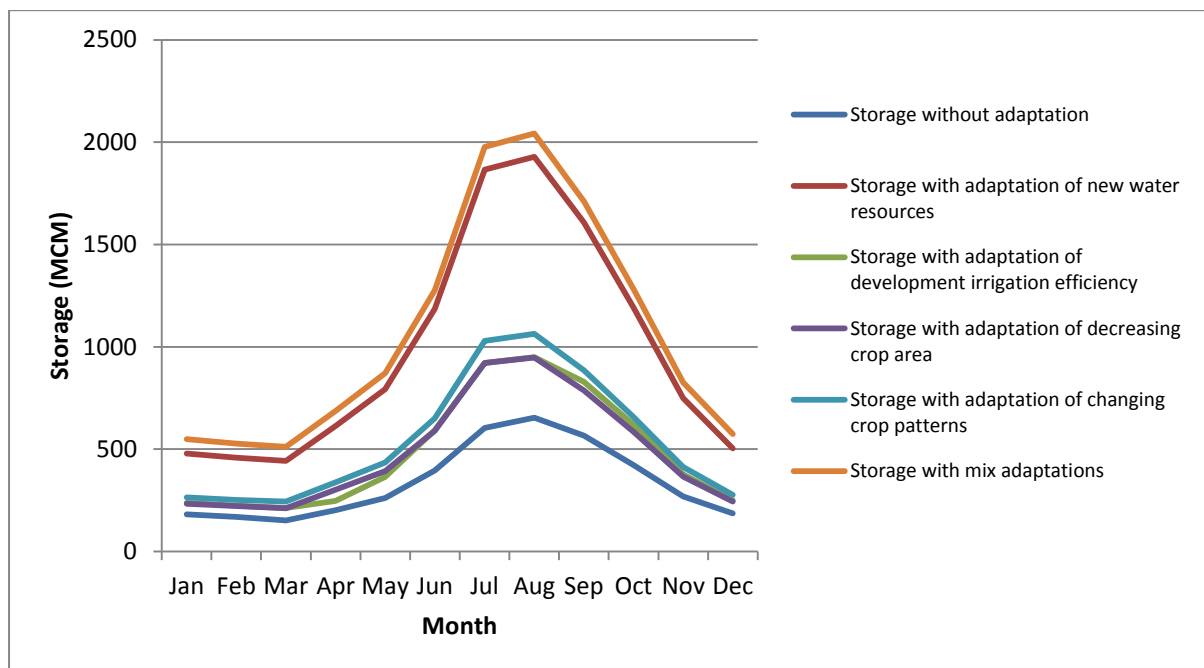 2500
2000
1500
1000
500
0
Storage (MCM)
Jan Feb Mar Apr May Jun Jul Aug Sep Oct Nov Dec
Month
Storage without adaptation
Storage with adaptation of new water
resources
Storage with adaptation of
development irrigation efficiency
Storage with adaptation of decreasing
crop area
Storage with adaptation of changing
crop patterns
Storage with mix adaptations